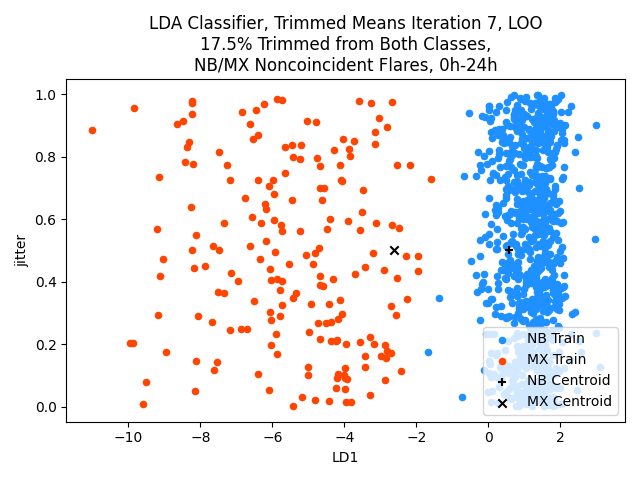 LDA Classifier, Trimmed Means Iteration 7, LOO
17.5% Trimmed from Both Classes,
NB/MX Noncoincident Flares, 0h-24h
jitter
1.0
0.8
0.6
0.4
0.2
0.0
NB Train
MX Train
NB Centroid
MX Centroid
−10
−8
−6
−4
−2
0
2
LD1